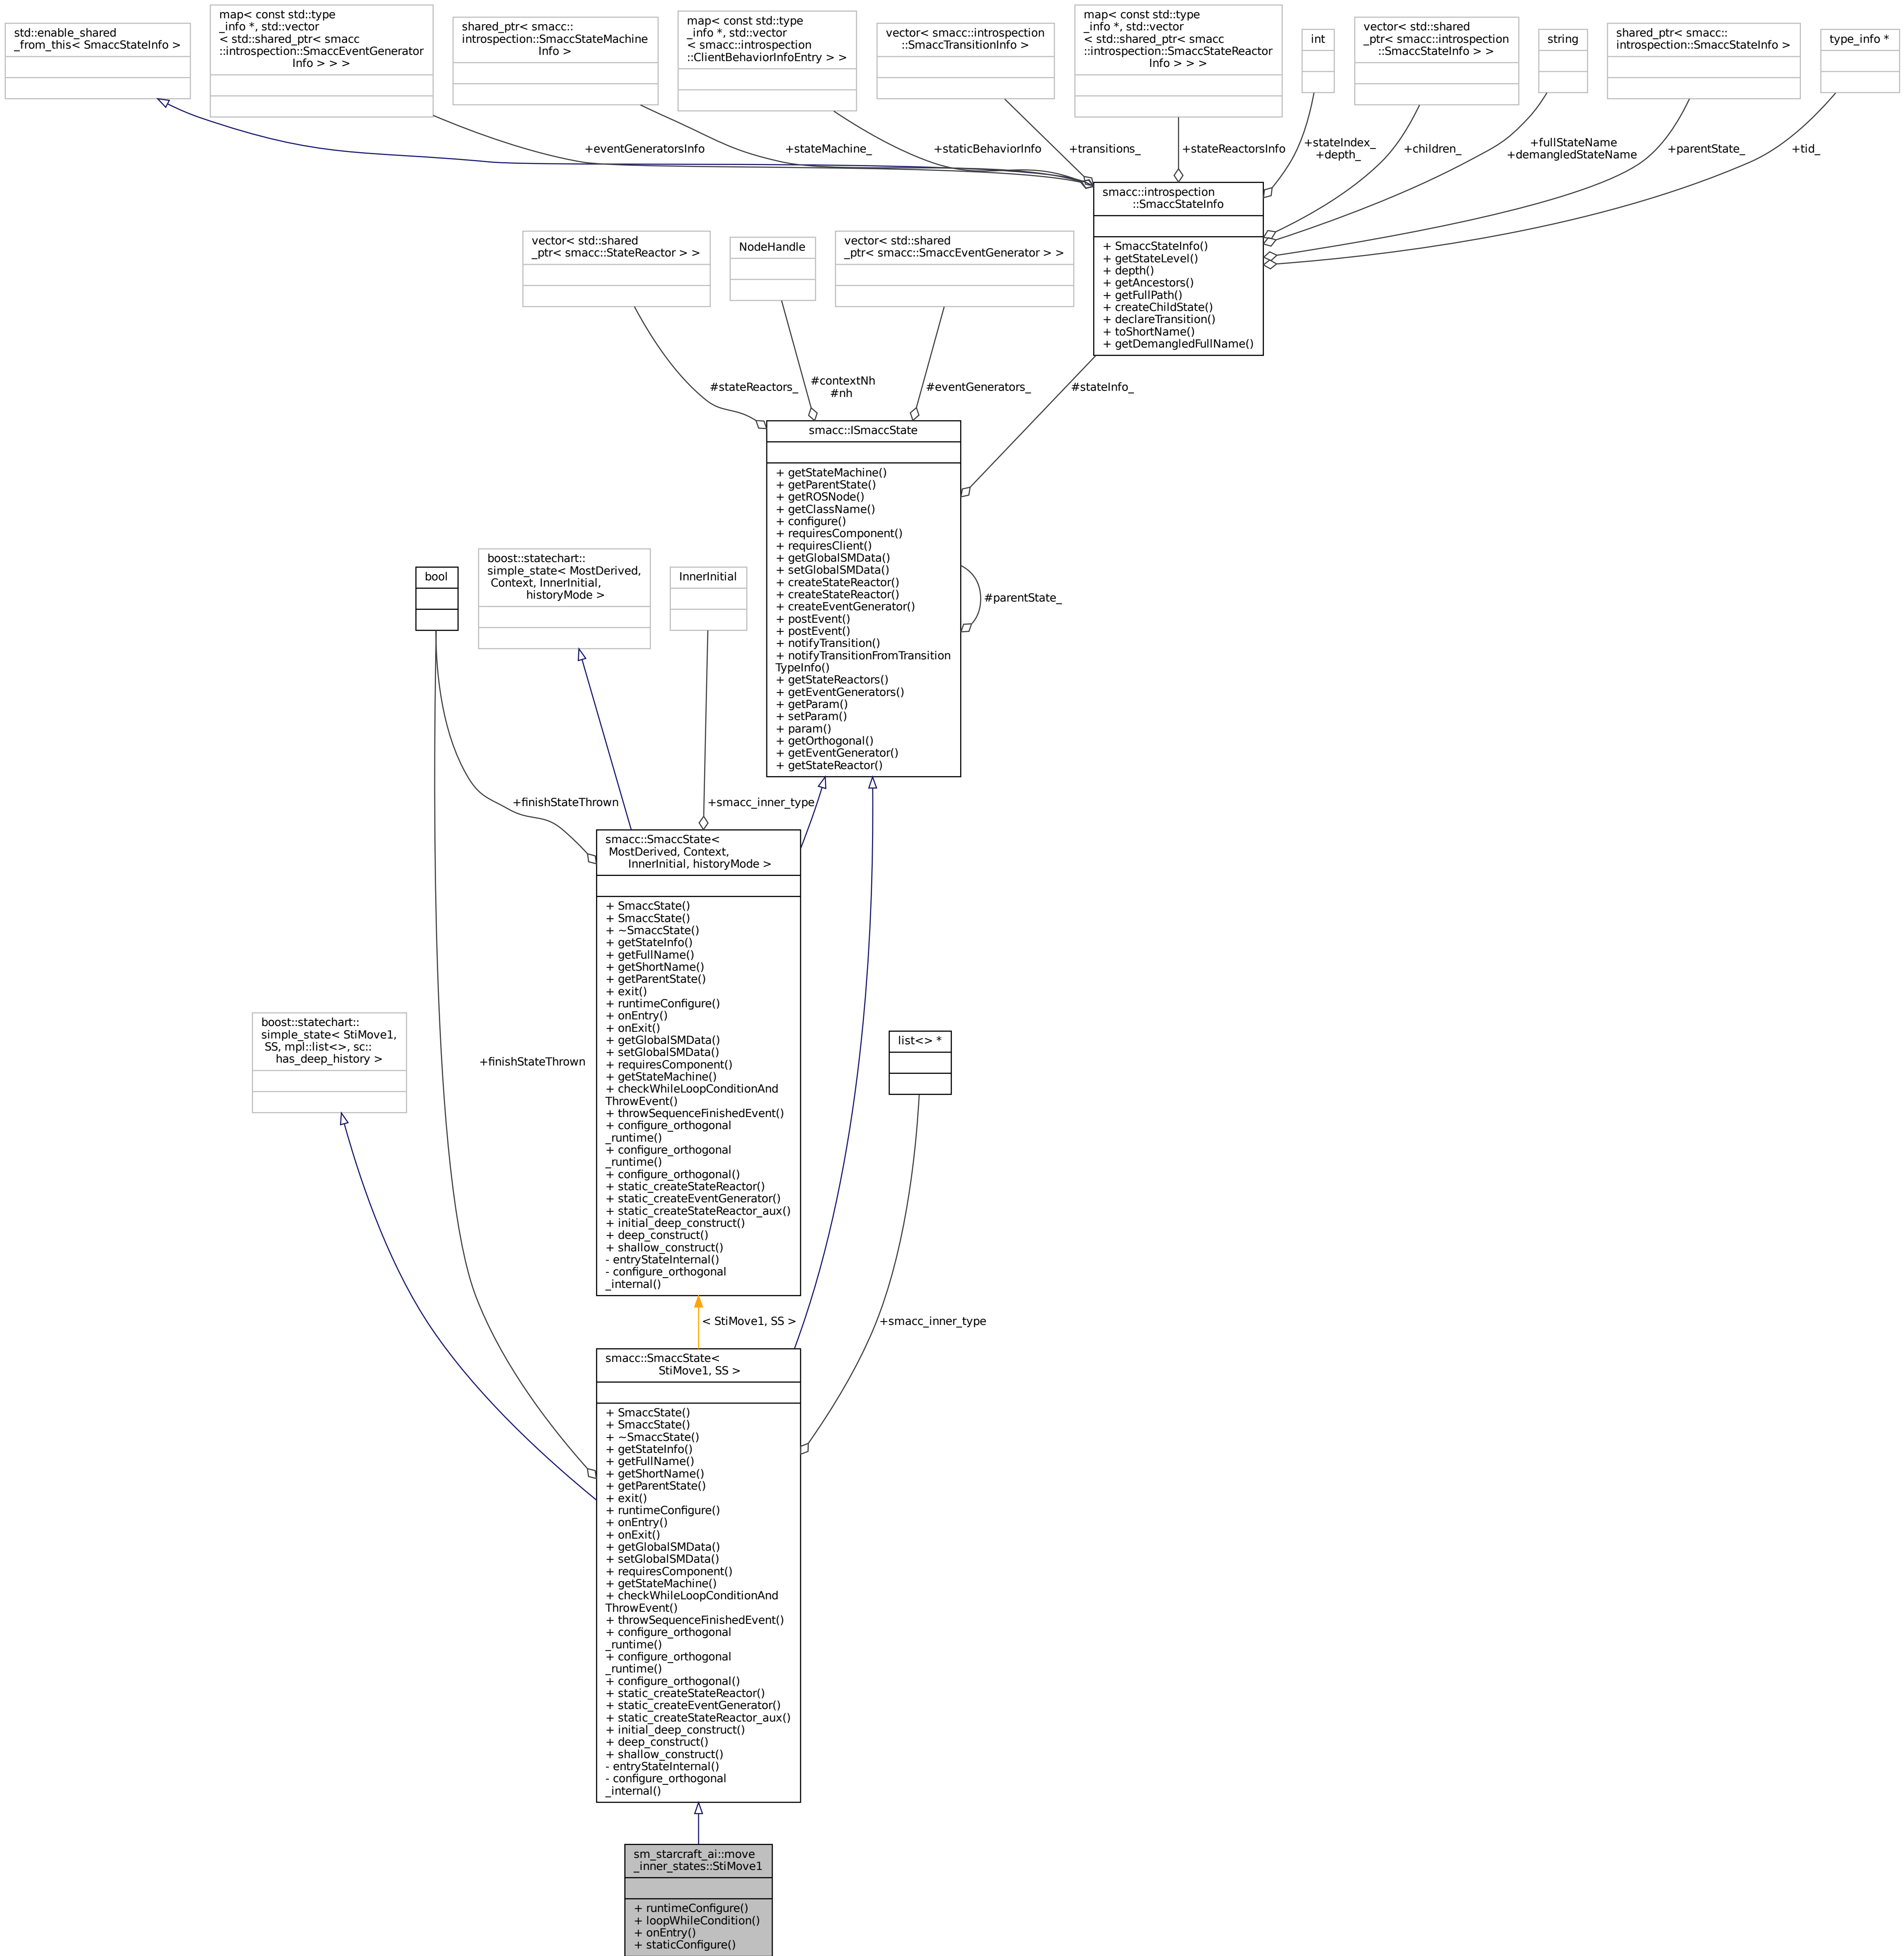 std::enable_shared
_from_this< SmaccStateInfo >
map< const std::type
_info *, std::vector
< std::shared_ptr< smacc
::introspection::SmaccEventGenerator
Info > > >
shared_ptr< smacc::
introspection::SmaccStateMachine
Info >
map< const std::type
_info *, std::vector
< smacc::introspection
::ClientBehaviorInfoEntry > >
vector< smacc::introspection
::SmaccTransitionInfo >
map< const std::type
_info *, std::vector
< std::shared_ptr< smacc
::introspection::SmaccStateReactor
Info > > >
int
vector< std::shared
_ptr< smacc::introspection
::SmaccStateInfo > >
string
shared_ptr< smacc::
introspection::SmaccStateInfo >
type_info *
+eventGeneratorsInfo
+stateMachine_
+staticBehaviorInfo
+transitions_
+stateReactorsInfo
+stateIndex_
+depth_
+children_
+fullStateName
+demangledStateName
+parentState_
+tid_
smacc::introspection
::SmaccStateInfo
+ SmaccStateInfo()
+ getStateLevel()
+ depth()
+ getAncestors()
+ getFullPath()
+ createChildState()
+ declareTransition()
+ toShortName()
+ getDemangledFullName()
vector< std::shared
_ptr< smacc::StateReactor > >
NodeHandle
vector< std::shared
_ptr< smacc::SmaccEventGenerator > >
#stateReactors_
#contextNh
#nh
#eventGenerators_
#stateInfo_
smacc::ISmaccState
+ getStateMachine()
+ getParentState()
+ getROSNode()
+ getClassName()
+ configure()
+ requiresComponent()
+ requiresClient()
+ getGlobalSMData()
+ setGlobalSMData()
+ createStateReactor()
+ createStateReactor()
+ createEventGenerator()
+ postEvent()
+ postEvent()
+ notifyTransition()
+ notifyTransitionFromTransition
TypeInfo()
+ getStateReactors()
+ getEventGenerators()
+ getParam()
+ setParam()
+ param()
+ getOrthogonal()
+ getEventGenerator()
+ getStateReactor()
#parentState_
bool
boost::statechart::
simple_state< MostDerived,
Context, InnerInitial,
historyMode >
InnerInitial
+finishStateThrown
+smacc_inner_type
smacc::SmaccState<
MostDerived, Context,
InnerInitial, historyMode >
+ SmaccState()
+ SmaccState()
+ ~SmaccState()
+ getStateInfo()
+ getFullName()
+ getShortName()
+ getParentState()
+ exit()
+ runtimeConfigure()
+ onEntry()
+ onExit()
+ getGlobalSMData()
+ setGlobalSMData()
+ requiresComponent()
+ getStateMachine()
+ checkWhileLoopConditionAnd
ThrowEvent()
+ throwSequenceFinishedEvent()
+ configure_orthogonal
_runtime()
+ configure_orthogonal
_runtime()
+ configure_orthogonal()
+ static_createStateReactor()
+ static_createEventGenerator()
+ static_createStateReactor_aux()
+ initial_deep_construct()
+ deep_construct()
+ shallow_construct()
- entryStateInternal()
- configure_orthogonal
_internal()
boost::statechart::
simple_state< StiMove1,
SS, mpl::list<>, sc::
has_deep_history >
+finishStateThrown
list<> *
< StiMove1, SS >
+smacc_inner_type
smacc::SmaccState<
StiMove1, SS >
+ SmaccState()
+ SmaccState()
+ ~SmaccState()
+ getStateInfo()
+ getFullName()
+ getShortName()
+ getParentState()
+ exit()
+ runtimeConfigure()
+ onEntry()
+ onExit()
+ getGlobalSMData()
+ setGlobalSMData()
+ requiresComponent()
+ getStateMachine()
+ checkWhileLoopConditionAnd
ThrowEvent()
+ throwSequenceFinishedEvent()
+ configure_orthogonal
_runtime()
+ configure_orthogonal
_runtime()
+ configure_orthogonal()
+ static_createStateReactor()
+ static_createEventGenerator()
+ static_createStateReactor_aux()
+ initial_deep_construct()
+ deep_construct()
+ shallow_construct()
- entryStateInternal()
- configure_orthogonal
_internal()
sm_starcraft_ai::move
_inner_states::StiMove1
+ runtimeConfigure()
+ loopWhileCondition()
+ onEntry()
+ staticConfigure()